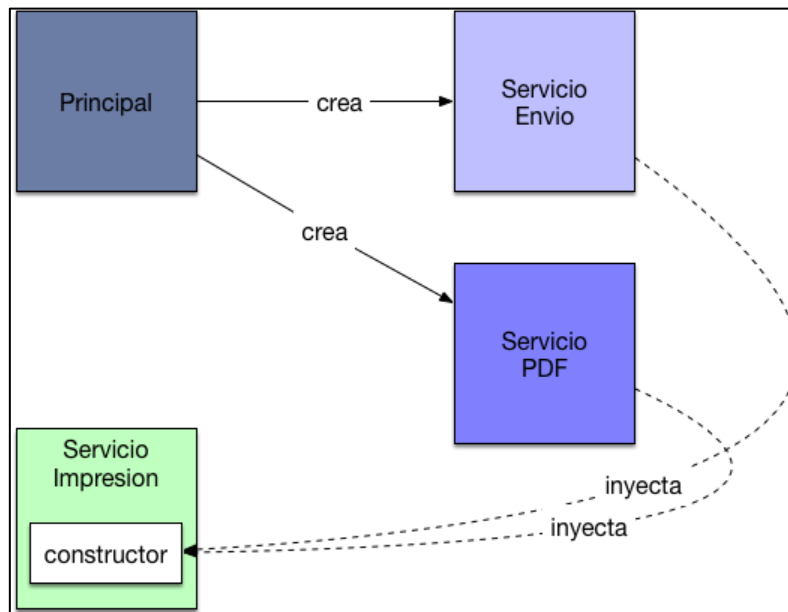 Principal
crea
Servicio
Envio
crea
Servicio
PDF
Servicio
Impresion
inyecta
inyecta
constructor